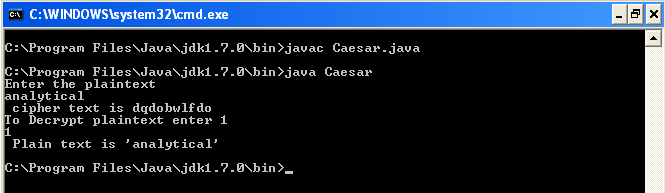 C:\WINDOWS\system32\cmd.exe
C:\Program Files\Java\jdk1.7.0\bin>javac Caesar.java
C:\Program Files\Java\jdk1.7.0\bin>java Caesar
Enter the plaintext
analytical
cipher text is dqdobwlfdo
To Decrypt plaintext enter 1
1
Plain text is 'analytical'
C:\Program Files\Java\jdk1.7.0\bin>_